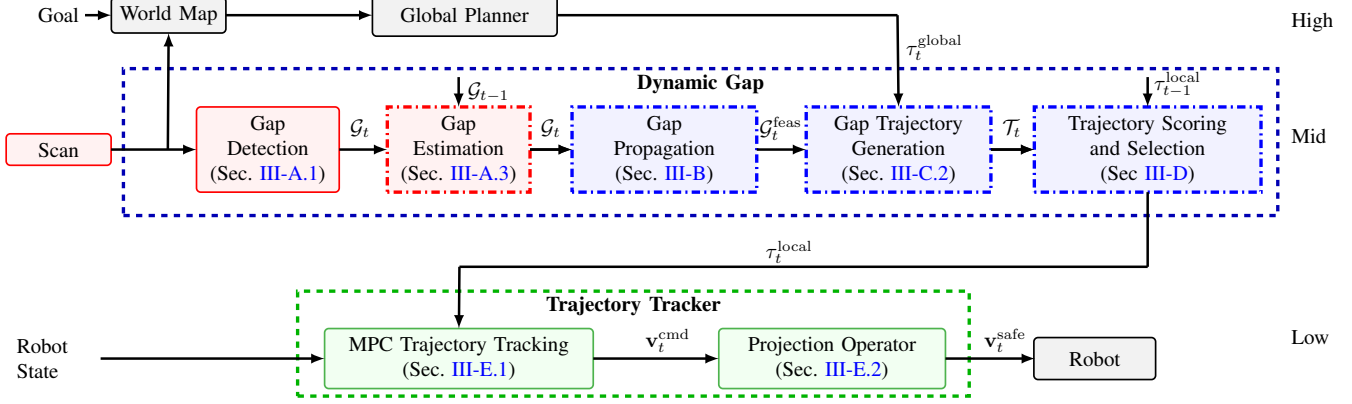 Goal
World Map
Global Planner
High
τ_t^global
Dynamic Gap
𝒢_{t−1}
τ_{t−1}^local
Scan
Gap
Detection
(Sec. III-A.1)
𝒢_t
Gap
Estimation
(Sec. III-A.3)
𝒢_t
Gap
Propagation
(Sec. III-B)
𝒢_t^feas
Gap Trajectory
Generation
(Sec. III-C.2)
𝒯_t
Trajectory Scoring
and Selection
(Sec III-D)
Mid
τ_t^local
Trajectory Tracker
Robot
State
MPC Trajectory Tracking
(Sec. III-E.1)
v_t^cmd
Projection Operator
(Sec. III-E.2)
v_t^safe
Robot
Low